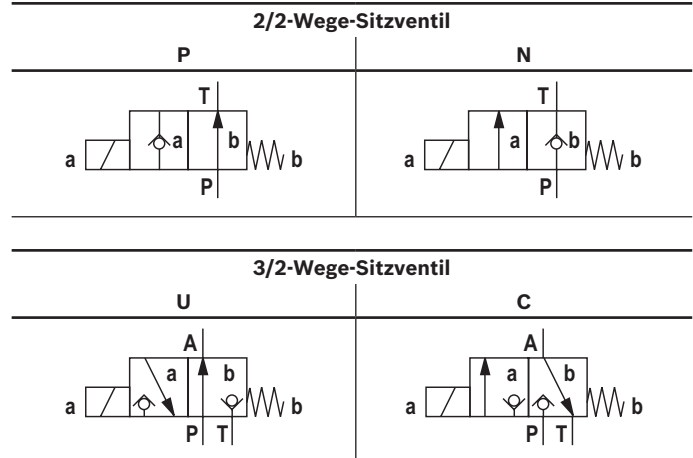 2/2-Wege-Sitzventil
P N
T T
a a b b a a b b
P P
3/2-Wege-Sitzventil
U C
A A
a a b b a a b b
P T P T